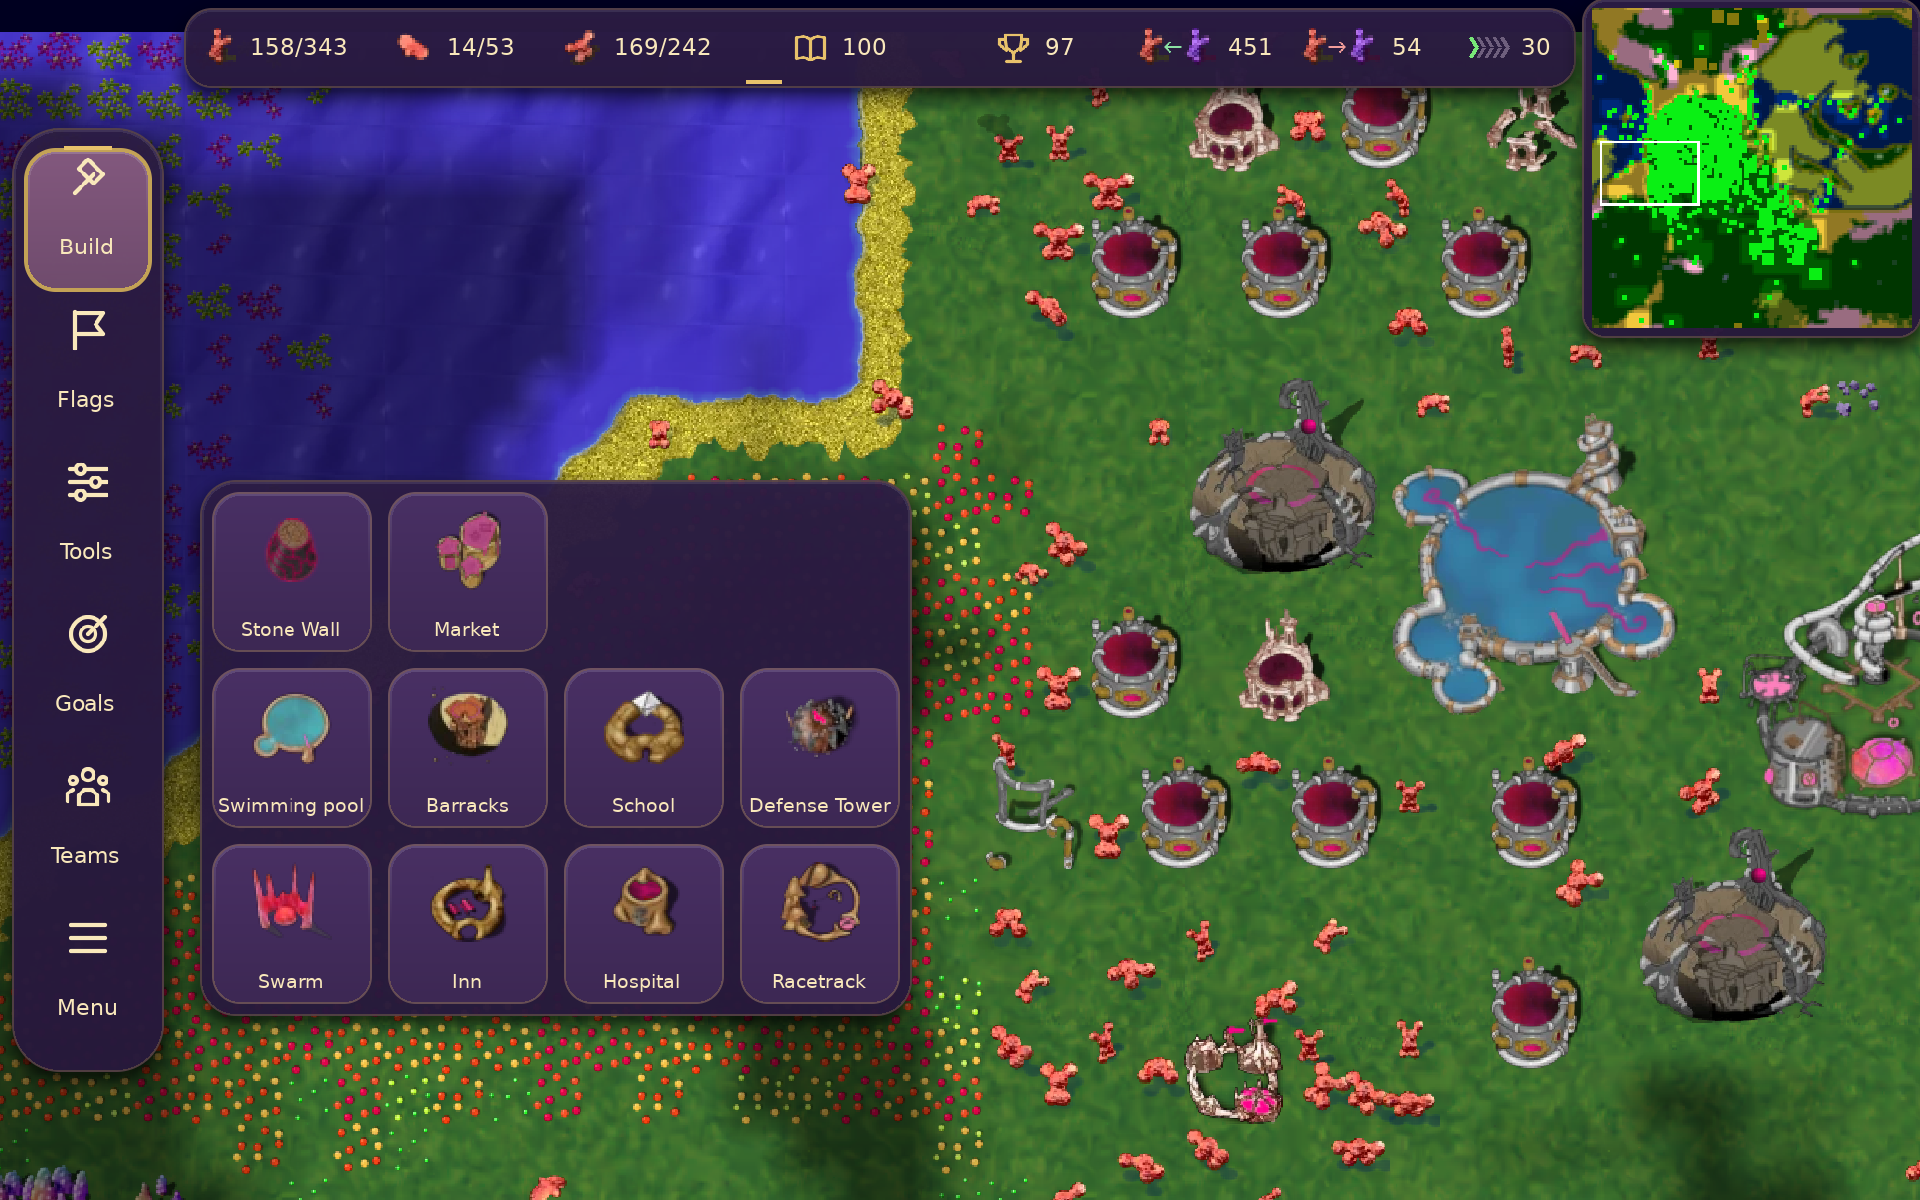 158/343 14/53 169/242 100 97 451 54 30
Build
Flags
Tools
Goals
Teams
Menu
Stone Wall Market
Swimming pool Barracks School Defense Tower
Swarm Inn Hospital Racetrack